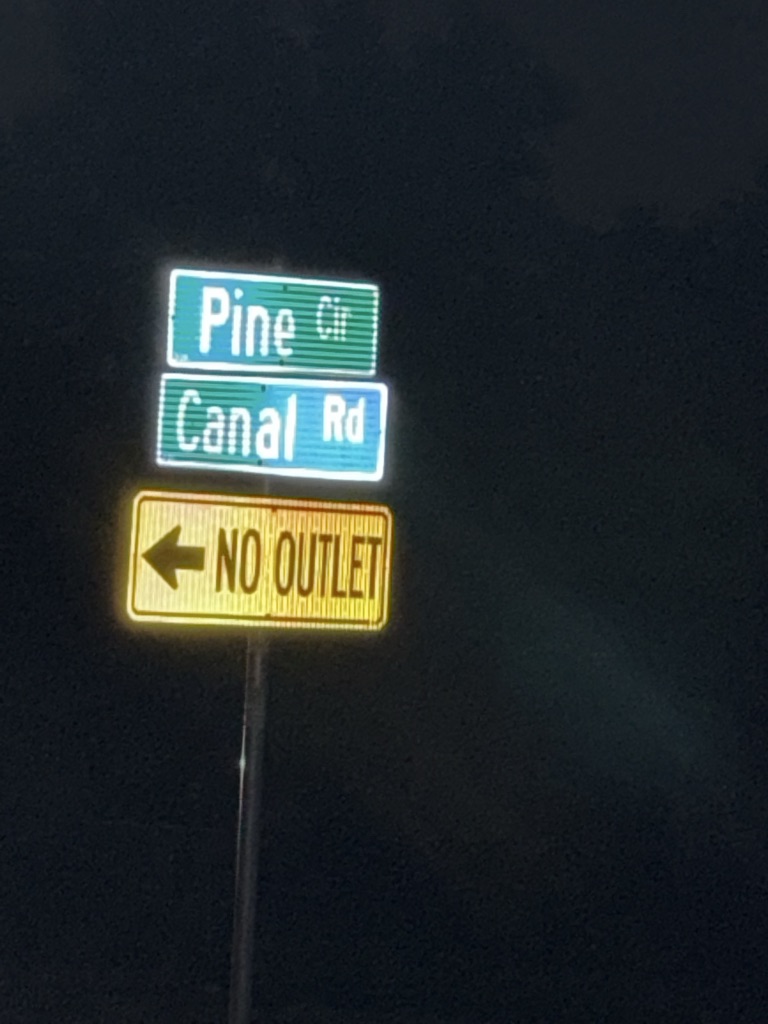 Pine Cir
Canal Rd
NO OUTLET